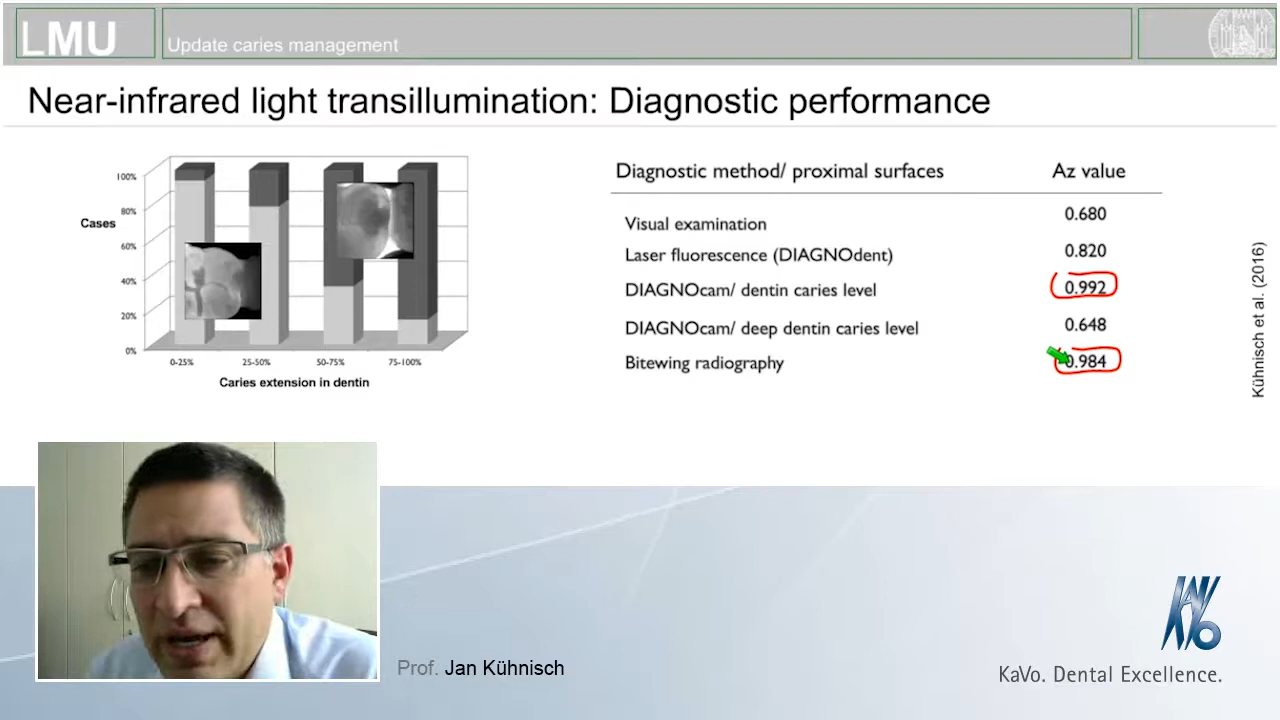 LMU
Update caries management
Near-infrared light transillumination: Diagnostic performance
100%
80%
Cases
60%
40%
20%
0%
0-25% 25-50% 50-75% 75-100%
Caries extension in dentin
Diagnostic method/ proximal surfaces Az value
Visual examination 0.680
Laser fluorescence (DIAGNOdent) 0.820
DIAGNOcam/ dentin caries level 0.992
DIAGNOcam/ deep dentin caries level 0.648
Bitewing radiography 0.984
Kühnisch et al. (2016)
Prof. Jan Kühnisch
KAVO
KaVo. Dental Excellence.